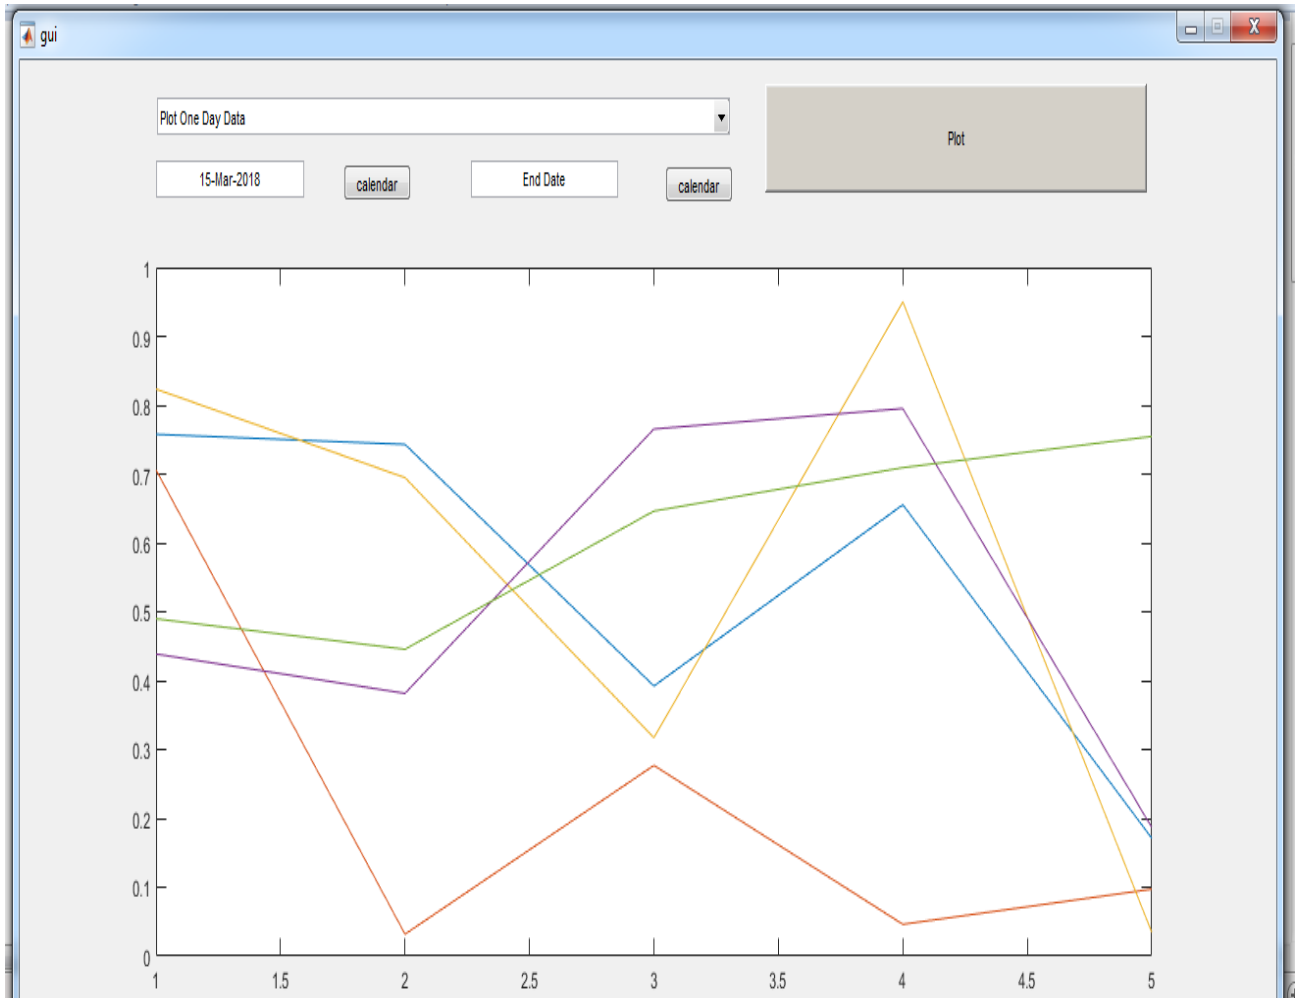 gui
Plot One Day Data
Plot
15-Mar-2018
calendar
End Date
calendar
1
0.9
0.8
0.7
0.6
0.5
0.4
0.3
0.2
0.1
0
1 1.5 2 2.5 3 3.5 4 4.5 5